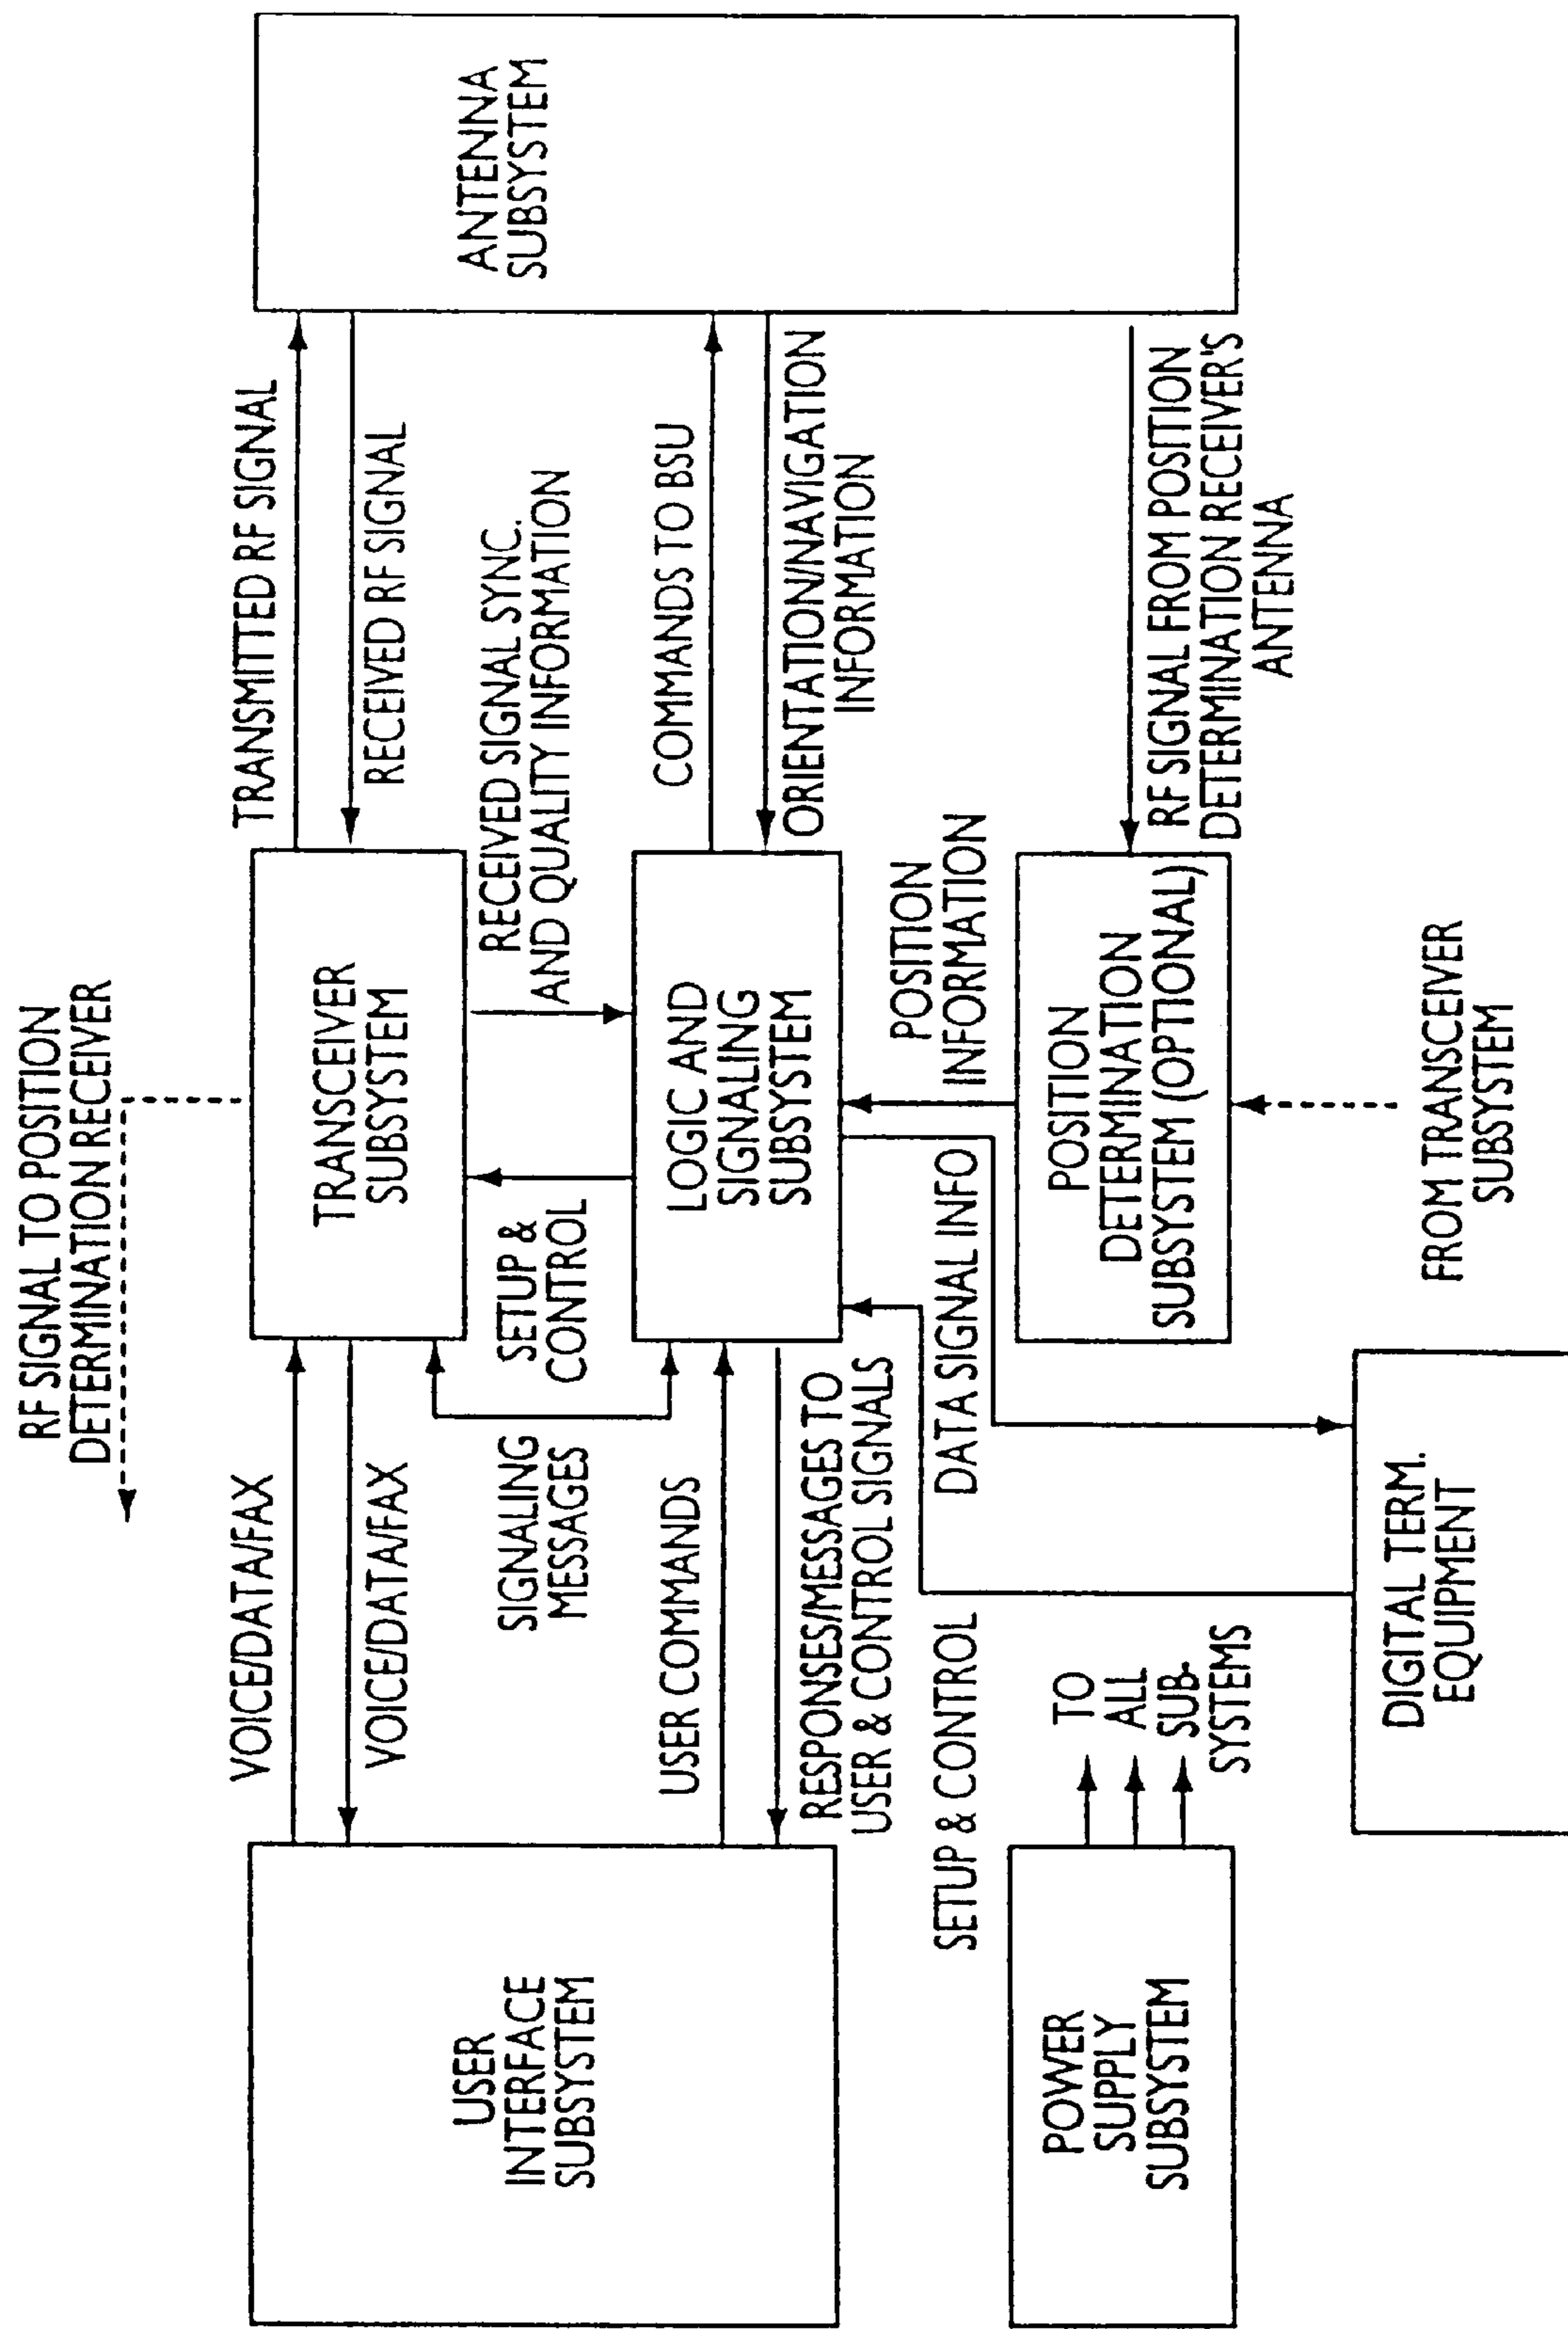 RF SIGNAL TO POSITION
DETERMINATION RECEIVER
VOICE/DATA/FAX
VOICE/DATA/FAX
TRANSCEIVER
SUBSYSTEM
TRANSMITTED RF SIGNAL
RECEIVED RF SIGNAL
ANTENNA
SUBSYSTEM
SIGNALING
MESSAGES
SETUP &
CONTROL
RECEIVED SIGNAL SYNC.
AND QUALITY INFORMATION
USER
INTERFACE
SUBSYSTEM
USER COMMANDS
RESPONSES/MESSAGES TO
USER & CONTROL SIGNALS
LOGIC AND
SIGNALING
SUBSYSTEM
COMMANDS TO BSU
ORIENTATION/NAVIGATION
INFORMATION
SETUP & CONTROL
DATA SIGNAL INFO
POSITION
INFORMATION
POWER
SUPPLY
SUBSYSTEM
TO
ALL
SUB-
SYSTEMS
POSITION
DETERMINATION
SUBSYSTEM (OPTIONAL)
RF SIGNAL FROM POSITION
DETERMINATION RECEIVER'S
ANTENNA
DIGITAL TERM.
EQUIPMENT
FROM TRANSCEIVER
SUBSYSTEM